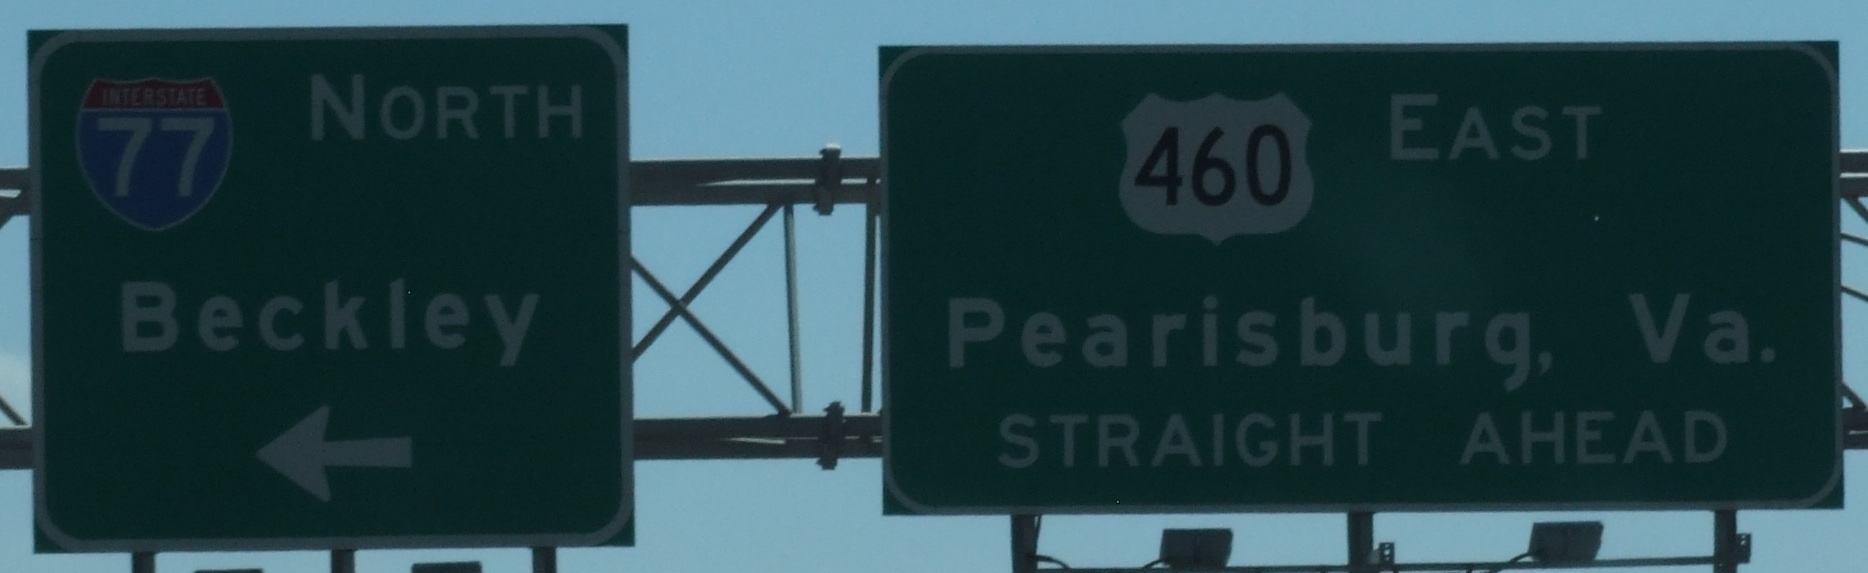 INTERSTATE
77 NORTH
Beckley
460 EAST
Pearisburg, Va.
STRAIGHT AHEAD